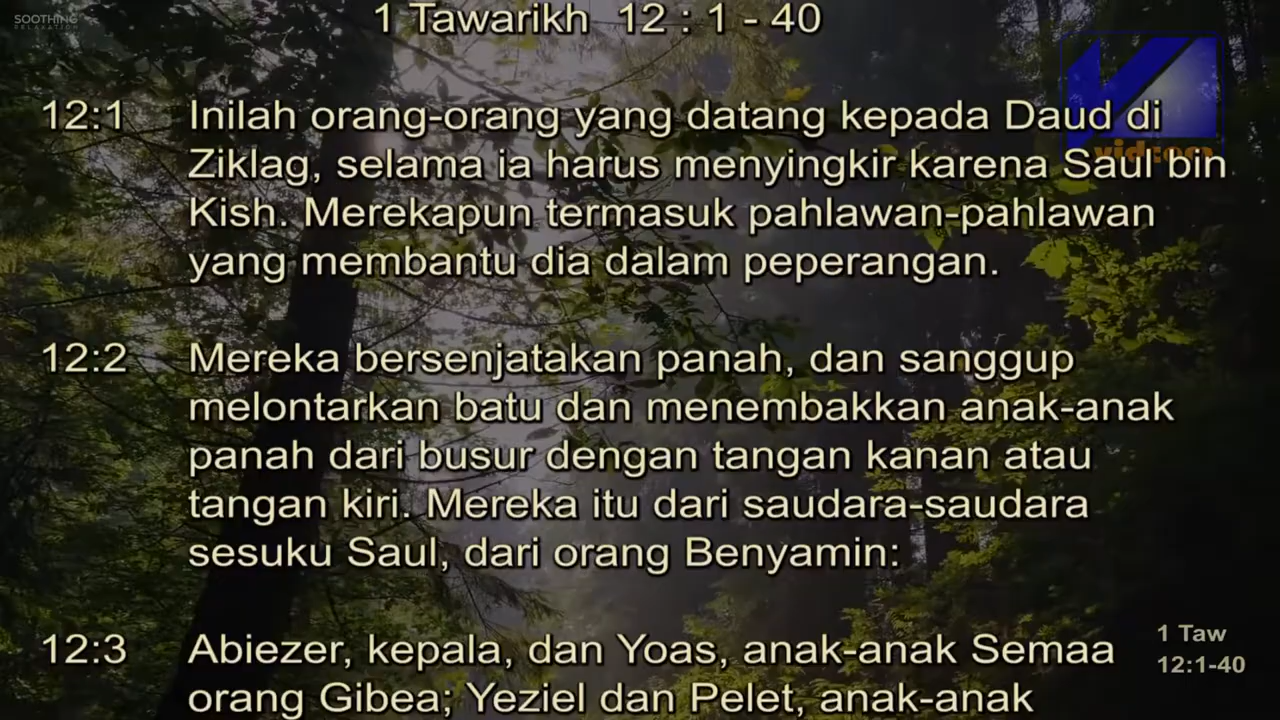 SOOTHING
RELAXATION
1 Tawarikh 12 : 1 - 40
12:1 Inilah orang-orang yang datang kepada Daud di
Ziklag, selama ia harus menyingkir karena Saul bin
Kish. Merekapun termasuk pahlawan-pahlawan
yang membantu dia dalam peperangan.
12:2 Mereka bersenjatakan panah, dan sanggup
melontarkan batu dan menembakkan anak-anak
panah dari busur dengan tangan kanan atau
tangan kiri. Mereka itu dari saudara-saudara
sesuku Saul, dari orang Benyamin:
12:3 Abiezer, kepala, dan Yoas, anak-anak Semaa
orang Gibea; Yeziel dan Pelet, anak-anak
1 Taw
12:1-40